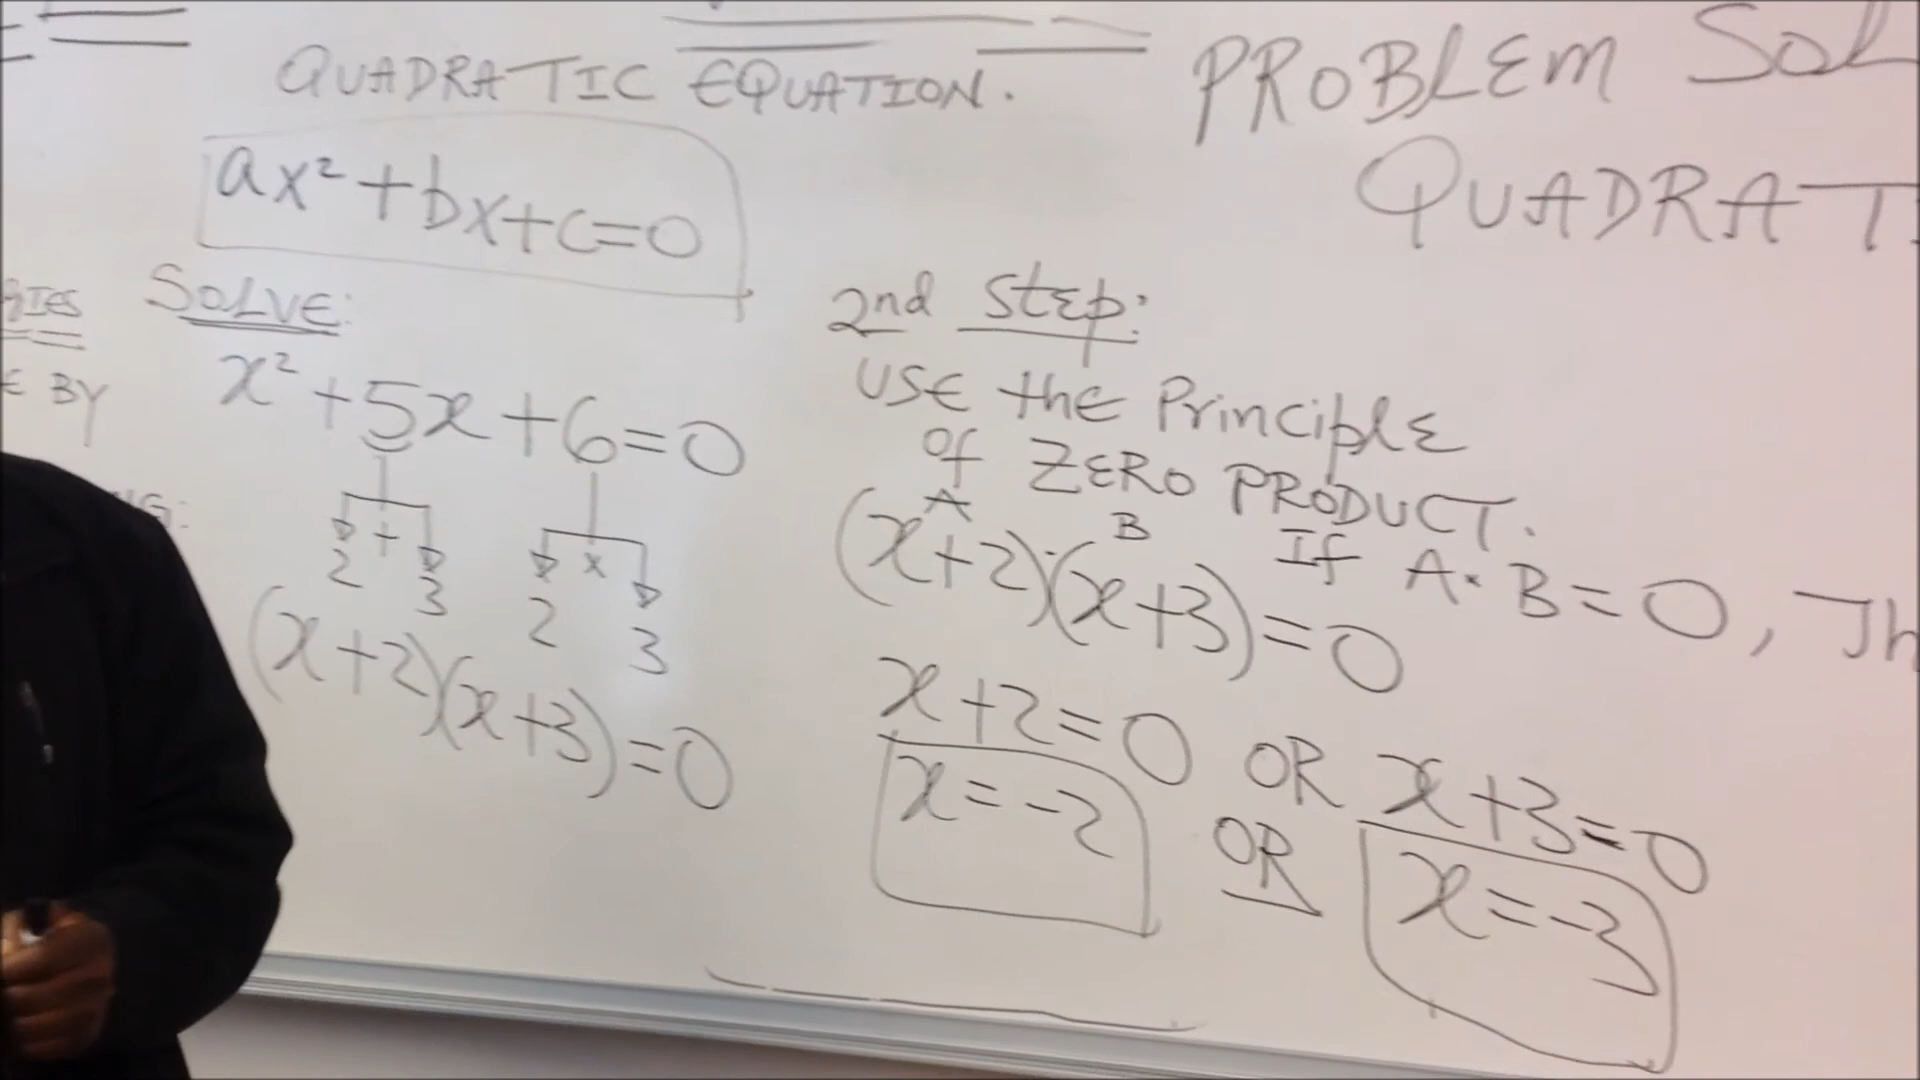 QUADRATIC EQUATION.
ax² + bx + c = 0
SOLVE:
x² + 5x + 6 = 0
2 + 3
2 x 3
(x+2)(x+3) = 0
BY
PROBLEM SOL
QUADRAT
2nd Step:
USE the Principle
of ZERO PRODUCT.
A B
If A·B = 0, Th
(x+2)·(x+3) = 0
x+2=0 OR x+3=0
x=-2 OR x=-3